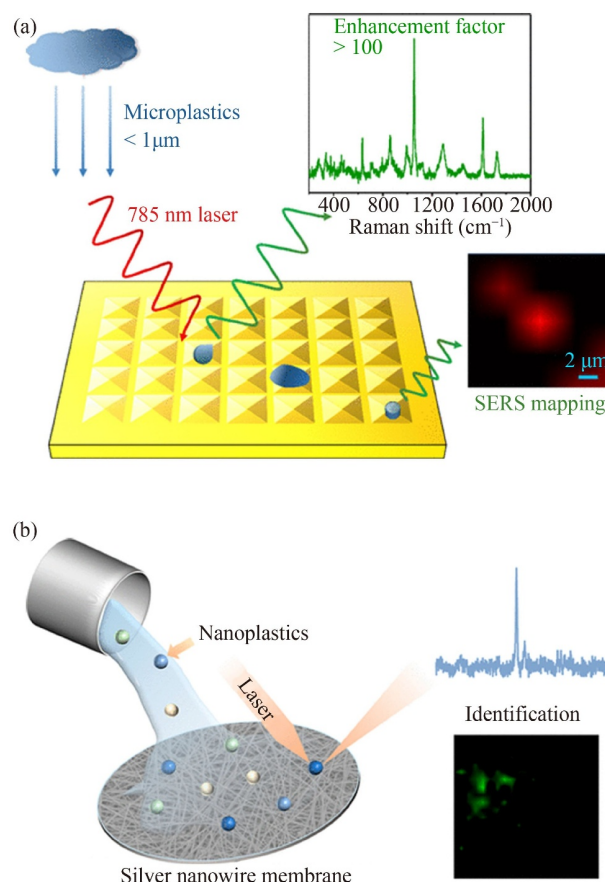 (a)
Enhancement factor
> 100
Microplastics
< 1μm
785 nm laser
400 800 1200 1600 2000
Raman shift (cm⁻¹)
2 μm
SERS mapping
(b)
Nanoplastics
Laser
Identification
Silver nanowire membrane